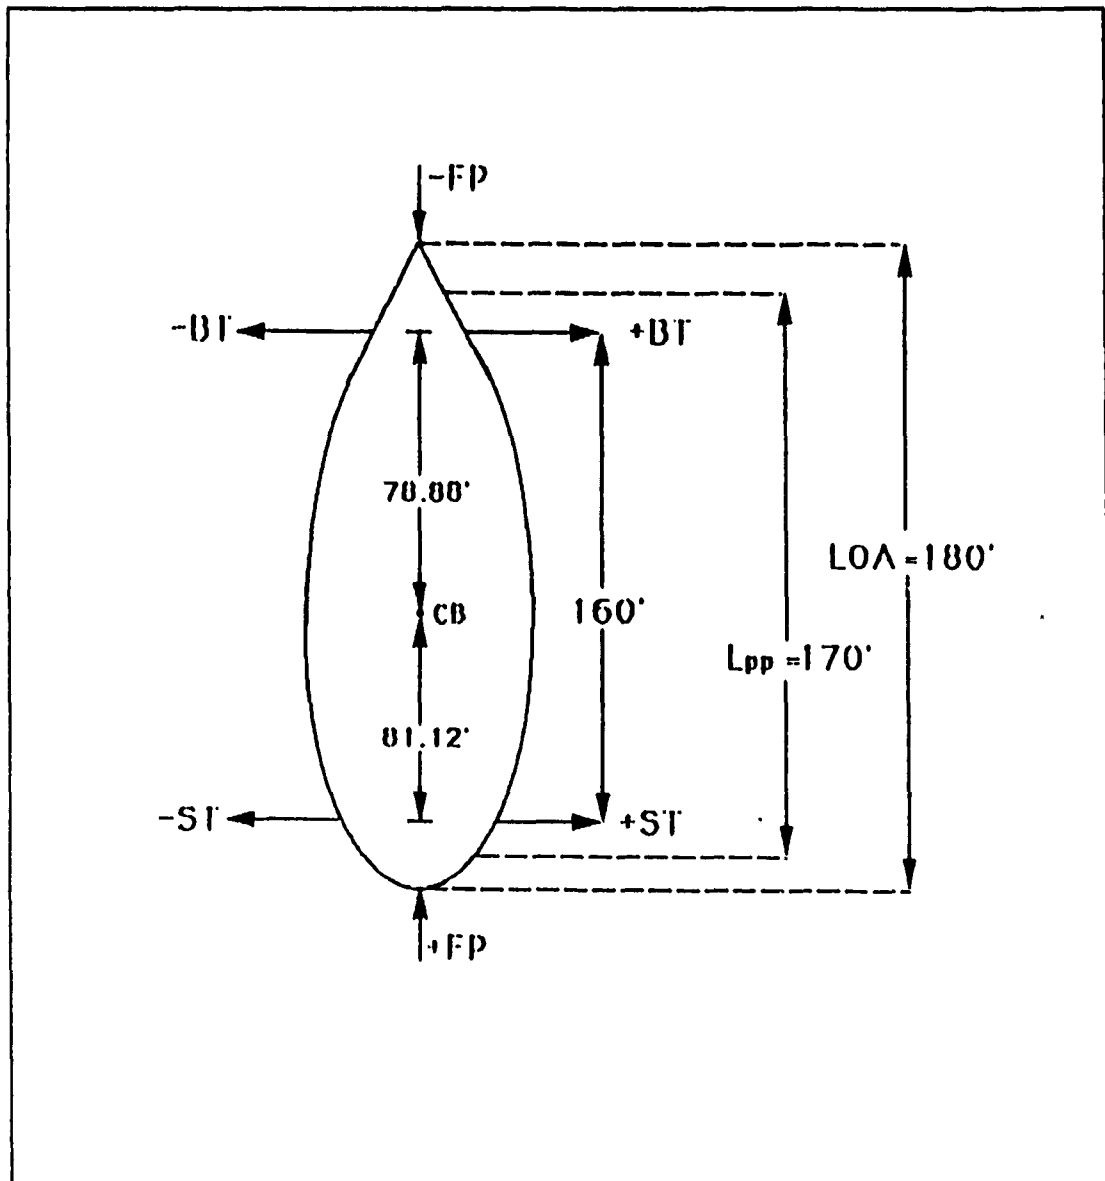 -FP
-BT
+BT
78.88'
LOA = 180'
CB
160'
Lpp = 170'
81.12'
-ST
+ST
+FP